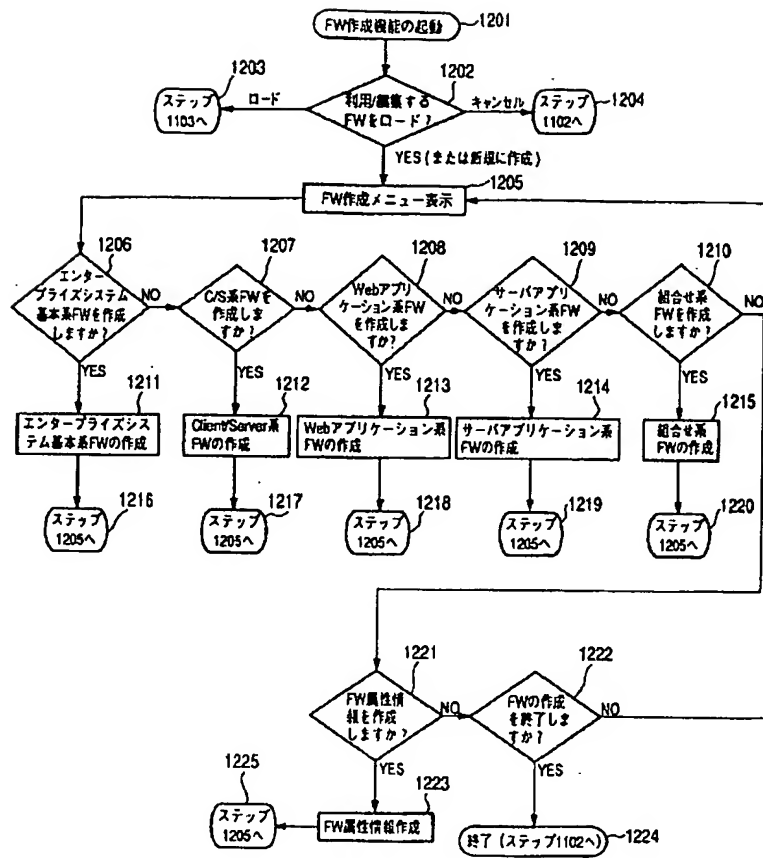 FW作成機能の起動
1201
1203
1202
1204
ステップ
1103へ
ロード
利用/編集する
FWをロード?
キャンセル
ステップ
1102へ
YES(または新規に作成)
1205
FW作成メニュー表示
1206
1207
1208
1209
1210
エンター
プライズシステム
基本系FWを作成
しますか?
NO
C/S系FWを
作成しま
すか?
NO
Webアプリ
ケーション系FW
を作成しま
すか?
NO
サーバアプリケ
ーション系FW
を作成しま
すか?
NO
組合せ系
FWを作成し
ますか?
NO
YES
YES
YES
YES
YES
1211
1212
1213
1214
1215
エンタープライズシス
テム基本系FWの作成
Client/Server系
FWの作成
Webアプリケーション系
FWの作成
サーバアプリケーション系
FWの作成
組合せ系
FWの作成
ステップ
1205へ
1216
ステップ
1205へ
1217
ステップ
1205へ
1218
ステップ
1205へ
1219
ステップ
1205へ
1220
1221
1222
FW属性情
報を作成
しますか?
NO
FWの作成
を終了しま
すか?
NO
YES
YES
1225
1223
ステップ
1205へ
FW属性情報作成
終了(ステップ1102へ)
1224